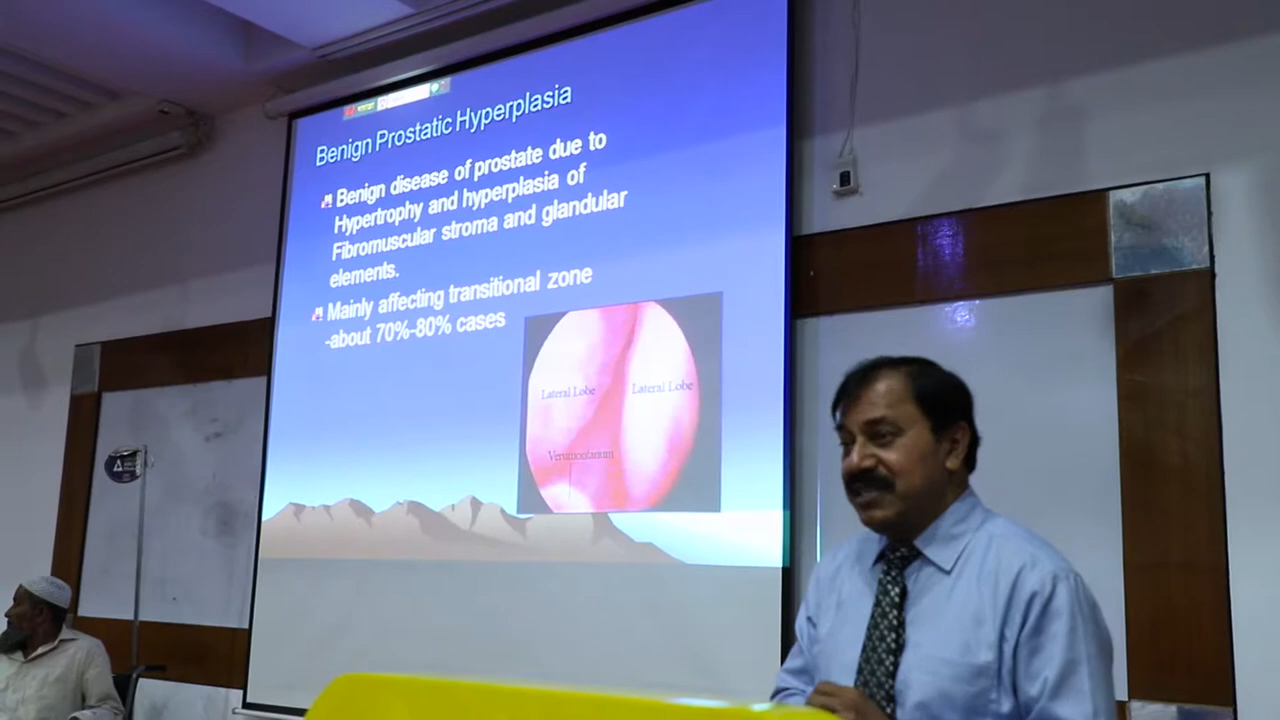 Benign Prostatic Hyperplasia
Benign disease of prostate due to
Hypertrophy and hyperplasia of
Fibromuscular stroma and glandular
elements.
Mainly affecting transitional zone
-about 70%-80% cases
Lateral Lobe
Lateral Lobe
Verumontanum